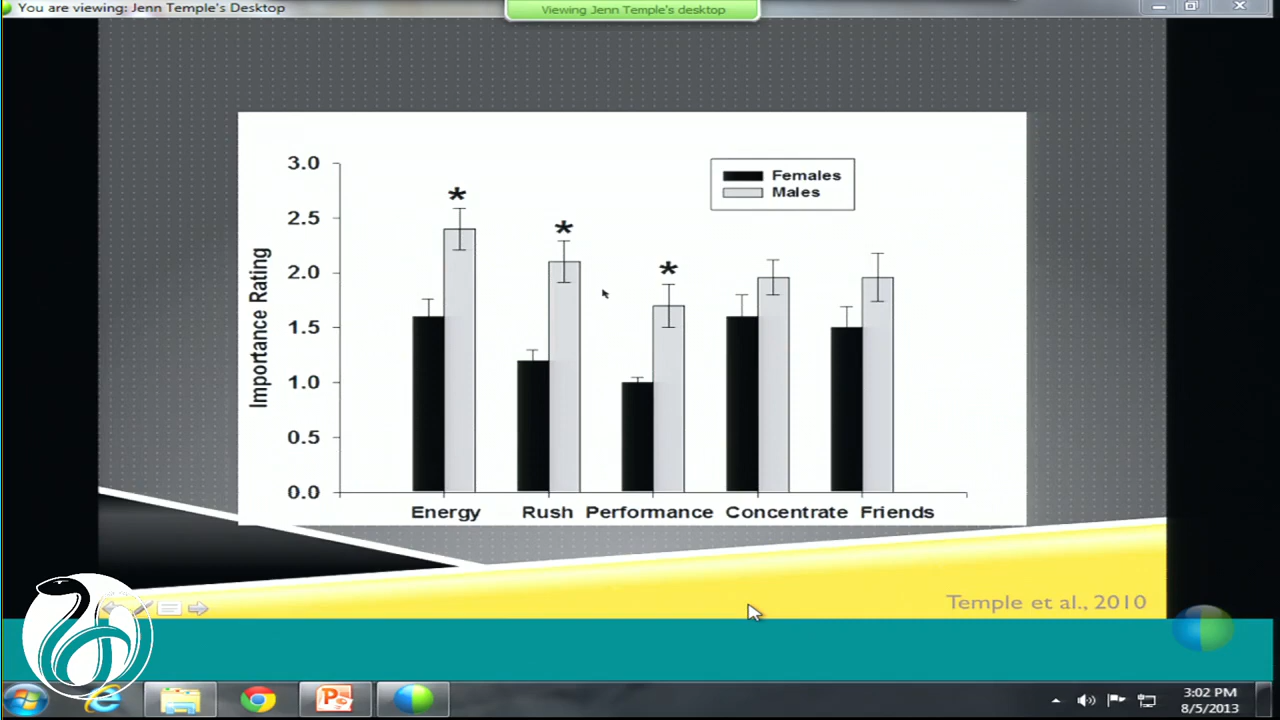 You are viewing: Jenn Temple's Desktop
Viewing Jenn Temple's desktop
3.0
2.5
2.0
1.5
1.0
0.5
0.0
Importance Rating
Females
Males
*
*
*
Energy Rush Performance Concentrate Friends
Temple et al., 2010
3:02 PM
8/5/2013